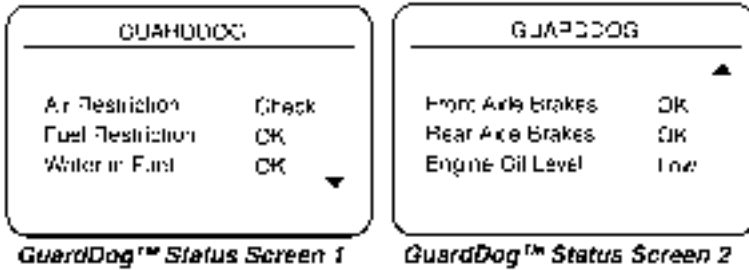 GUARDDOG
Air Restriction Check
Fuel Restriction OK
Water in Fuel OK
GuardDog™ Status Screen 1
GUARDDOG
Front Axle Brakes OK
Rear Axle Brakes OK
Engine Oil Level Low
GuardDog™ Status Screen 2